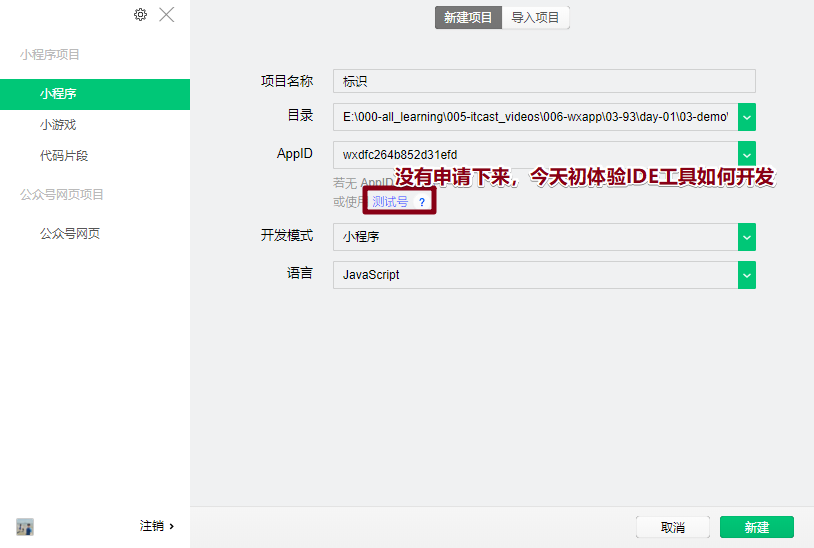 新建项目 导入项目
小程序项目
小程序
小游戏
代码片段
公众号网页项目
公众号网页
项目名称 标识
目录 E:\000-all_learning\005-itcast_videos\006-wxapp\03-93\day-01\03-demo\
AppID wxdfc264b852d31efd
若无 AppID
没有申请下来，今天初体验IDE工具如何开发
或使用 测试号 ?
开发模式 小程序
语言 JavaScript
注销 ›
取消 新建